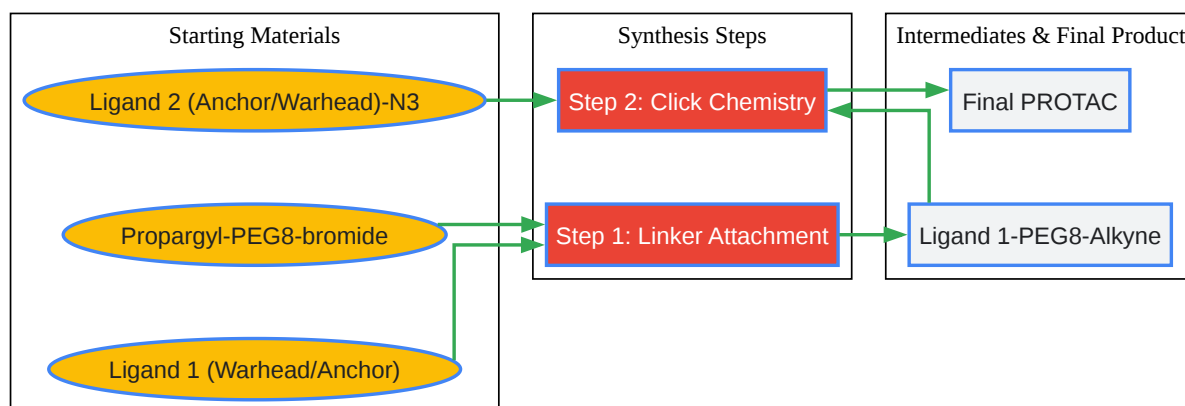 Starting Materials
Synthesis Steps
Intermediates & Final Product
Ligand 2 (Anchor/Warhead)-N3
Step 2: Click Chemistry
Final PROTAC
Propargyl-PEG8-bromide
Step 1: Linker Attachment
Ligand 1-PEG8-Alkyne
Ligand 1 (Warhead/Anchor)